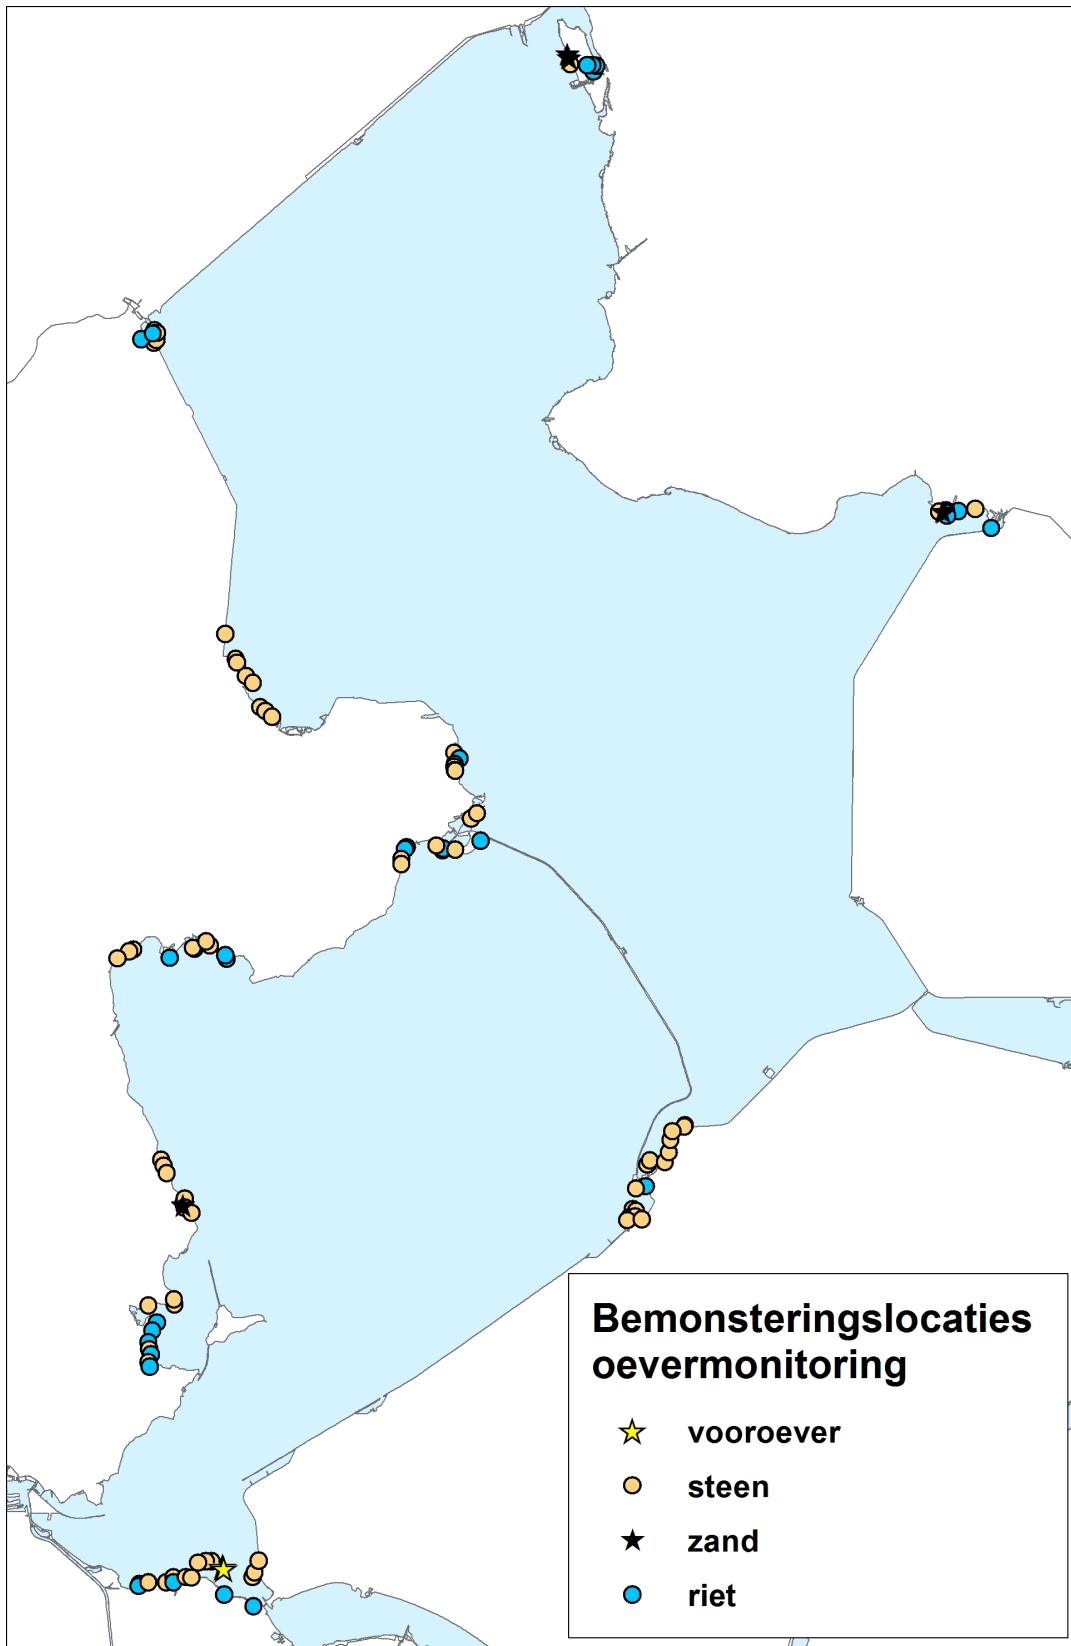 Bemonsteringslocaties
oevermonitoring
vooroever
steen
zand
riet